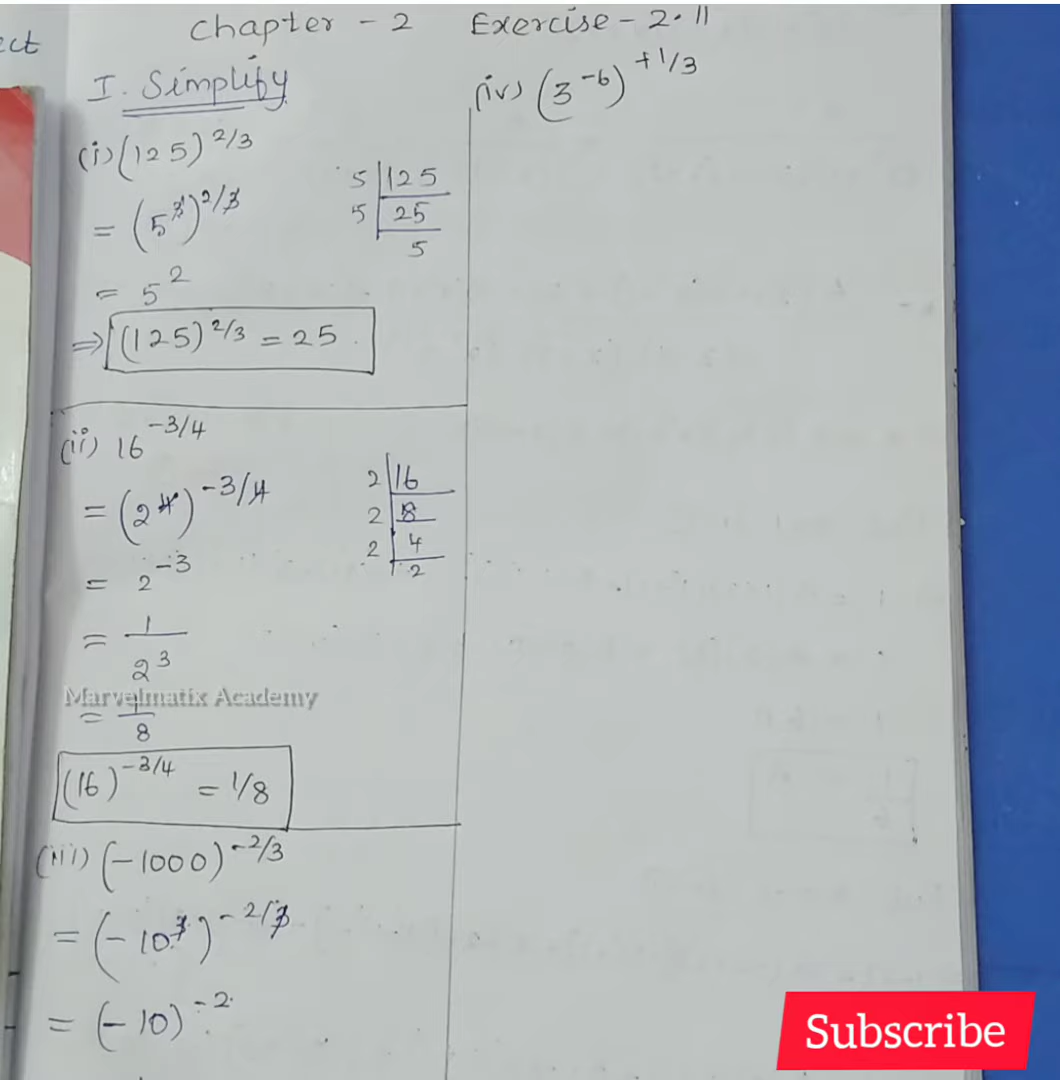 ect
Chapter - 2 Exercise - 2.11
I. Simplify
(i) (125)^2/3
= (5^3)^2/3
= 5^2
⇒ (125)^2/3 = 25.
5 | 125
5 | 25
5
(ii) 16^-3/4
= (2^4)^-3/4
= 2^-3
= 1/2^3
= 1/8
(16)^-3/4 = 1/8
2 | 16
2 | 8
2 | 4
2
Marvelmatix Academy
(iii) (-1000)^-2/3
= (-10^3)^-2/3
= (-10)^-2
(iv) (3^-6)^+1/3
Subscribe